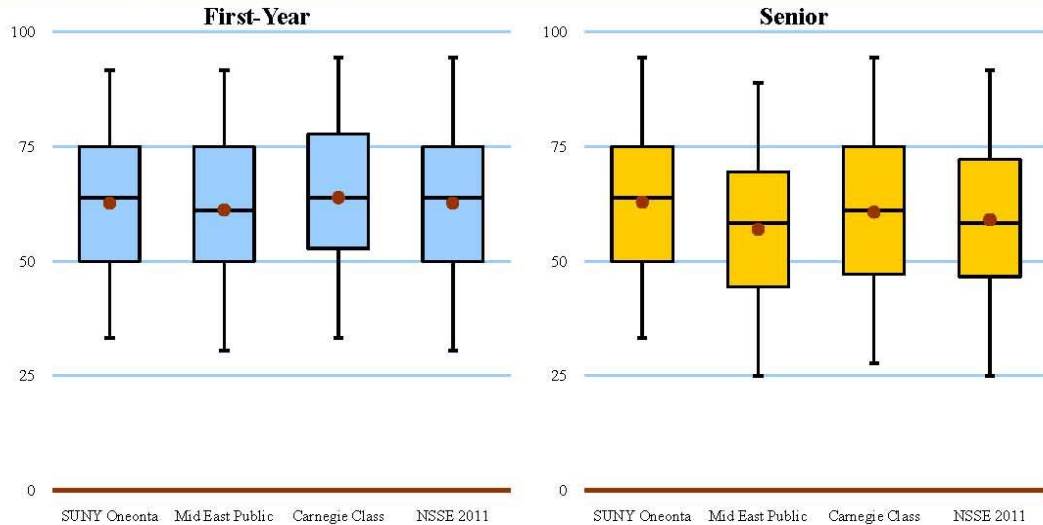 First-Year
100
75
50
25
0
SUNY Oneonta Mid East Public Carnegie Class NSSE 2011
Senior
100
75
50
25
0
SUNY Oneonta Mid East Public Carnegie Class NSSE 2011